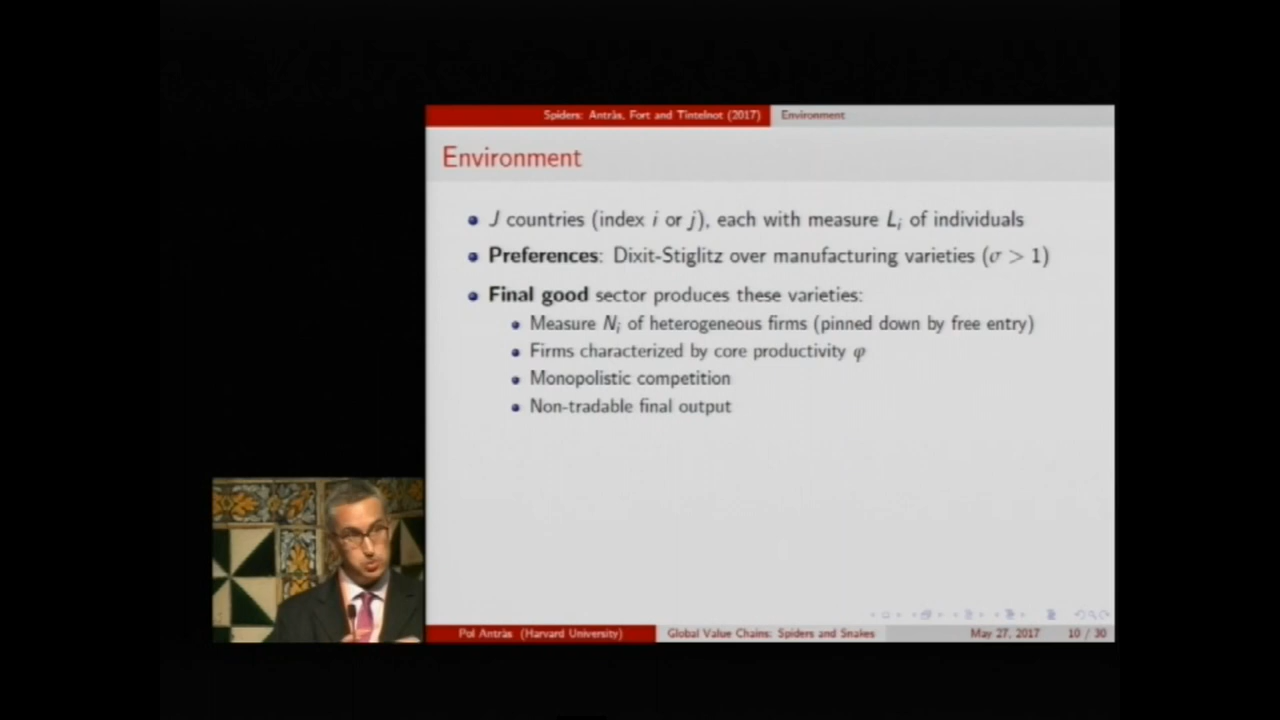 Spiders: Antràs, Fort and Tintelnot (2017) Environment
Environment
J countries (index i or j), each with measure Li of individuals
Preferences: Dixit-Stiglitz over manufacturing varieties (σ > 1)
Final good sector produces these varieties:
Measure Ni of heterogeneous firms (pinned down by free entry)
Firms characterized by core productivity φ
Monopolistic competition
Non-tradable final output
Pol Antràs (Harvard University) Global Value Chains: Spiders and Snakes May 27, 2017 10 / 30